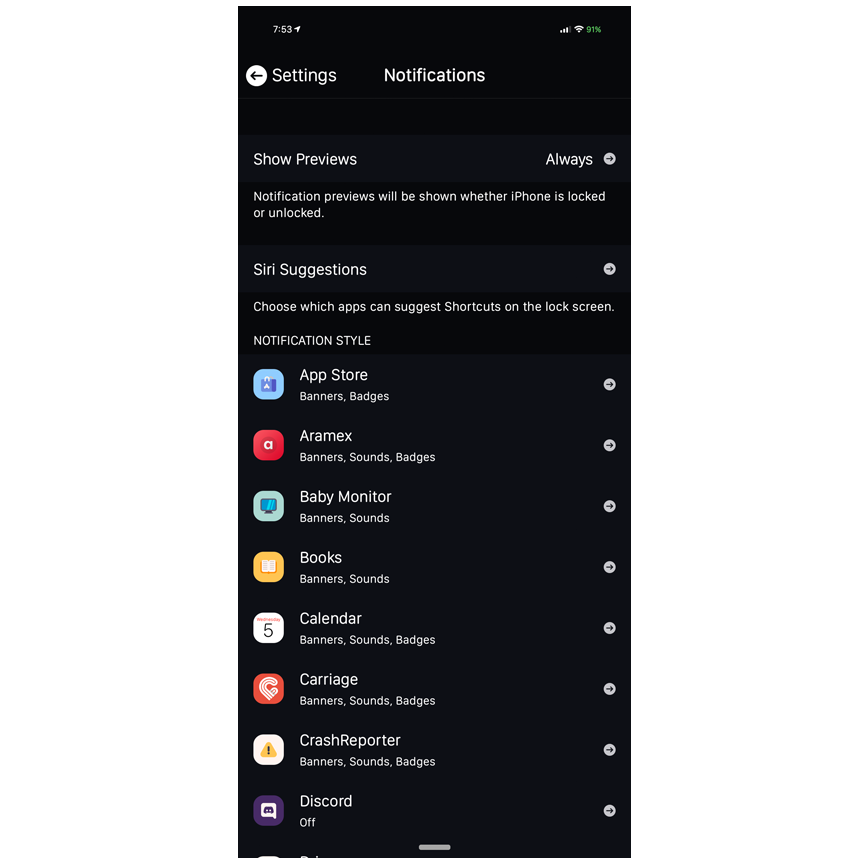 7:53 91%
Settings Notifications
Show Previews Always
Notification previews will be shown whether iPhone is locked
or unlocked.
Siri Suggestions
Choose which apps can suggest Shortcuts on the lock screen.
NOTIFICATION STYLE
App Store
Banners, Badges
a
Aramex
Banners, Sounds, Badges
Baby Monitor
Banners, Sounds
Books
Banners, Sounds
Wednesday
5
Calendar
Banners, Sounds, Badges
Carriage
Banners, Sounds, Badges
CrashReporter
Banners, Sounds, Badges
Discord
Off